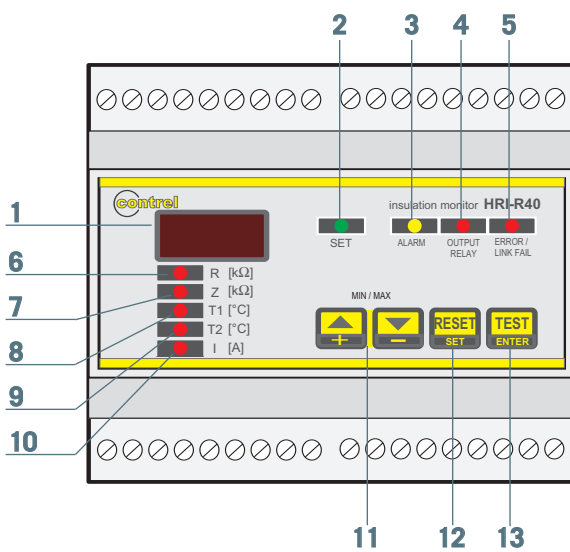 2 3 4 5
contrel
insulation monitor HRI-R40
1
SET
ALARM
OUTPUT
RELAY
ERROR /
LINK FAIL
6
R [kΩ]
7
Z [kΩ]
8
T1 [°C]
9
T2 [°C]
10
I [A]
MIN / MAX
+
−
RESET
SET
TEST
ENTER
11 12 13